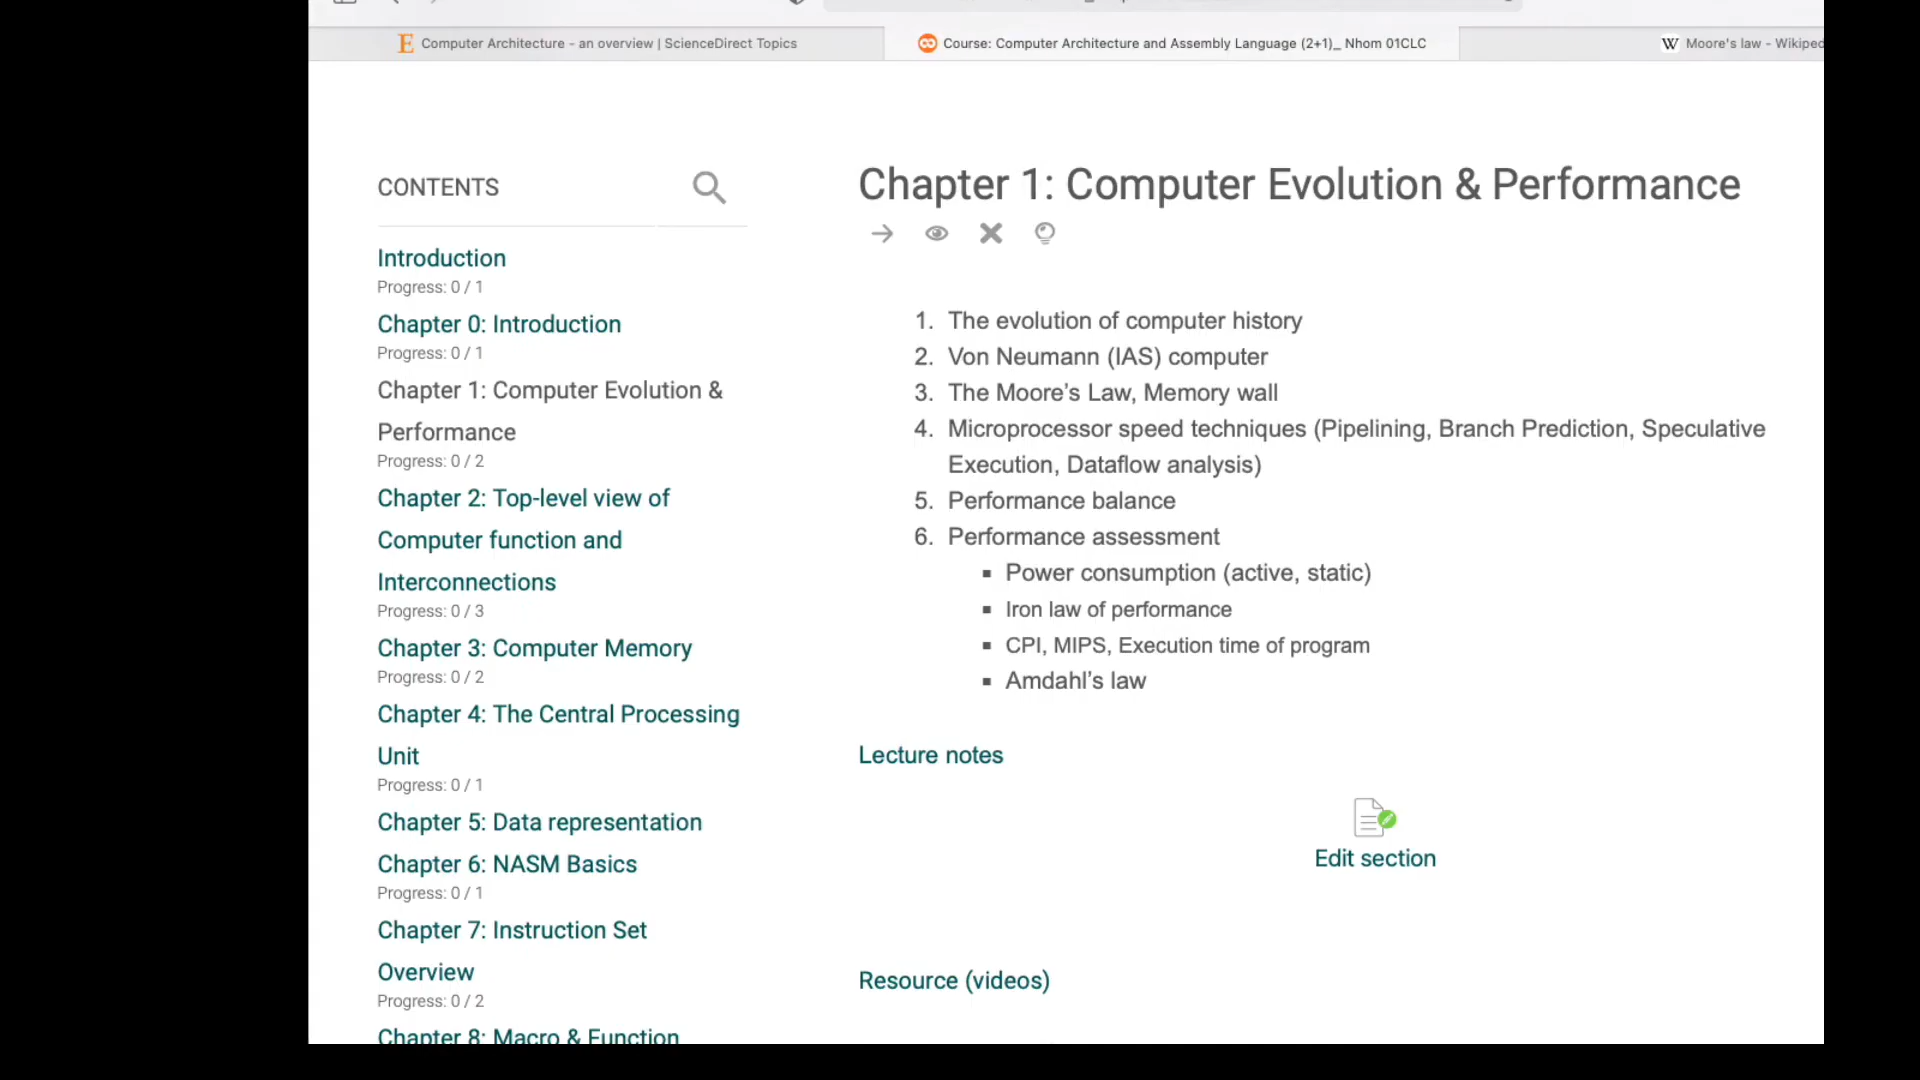 Computer Architecture - an overview | ScienceDirect Topics
Course: Computer Architecture and Assembly Language (2+1)_ Nhom 01CLC
Moore's law - Wikiped
CONTENTS
Introduction
Progress: 0 / 1
Chapter 0: Introduction
Progress: 0 / 1
Chapter 1: Computer Evolution &
Performance
Progress: 0 / 2
Chapter 2: Top-level view of
Computer function and
Interconnections
Progress: 0 / 3
Chapter 3: Computer Memory
Progress: 0 / 2
Chapter 4: The Central Processing
Unit
Progress: 0 / 1
Chapter 5: Data representation
Chapter 6: NASM Basics
Progress: 0 / 1
Chapter 7: Instruction Set
Overview
Progress: 0 / 2
Chapter 8: Macro & Function
Chapter 1: Computer Evolution & Performance
1. The evolution of computer history
2. Von Neumann (IAS) computer
3. The Moore’s Law, Memory wall
4. Microprocessor speed techniques (Pipelining, Branch Prediction, Speculative
Execution, Dataflow analysis)
5. Performance balance
6. Performance assessment
▪ Power consumption (active, static)
▪ Iron law of performance
▪ CPI, MIPS, Execution time of program
▪ Amdahl’s law
Lecture notes
Edit section
Resource (videos)